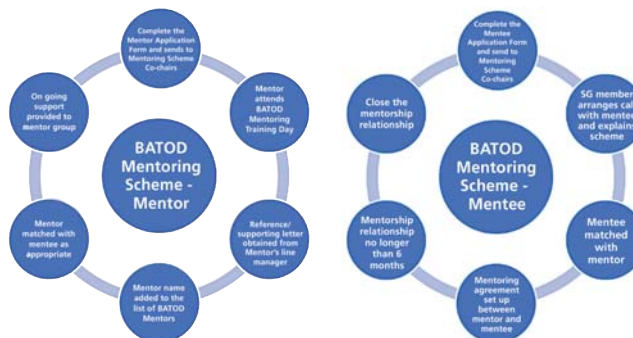 Complete the
Mentor Application
Form and sends to
Mentoring Scheme
Co-chairs
Mentor
attends
BATOD
Mentoring
Training Day
Reference/
supporting letter
obtained from
Mentor's line
manager
Mentor name
added to the
list of BATOD
Mentors
Mentor
matched with
mentee as
appropriate
On going
support
provided to
mentor group
BATOD
Mentoring
Scheme -
Mentor
Complete the
Mentee
Application Form
and send to
Mentoring
Scheme
Co-chairs
SG member
arranges call
with mentee
and explains
scheme
Mentee
matched
with
mentor
Mentoring
agreement
set up
between
mentor and
mentee
Mentorship
relationship
no longer
than 6
months
Close the
mentorship
relationship
BATOD
Mentoring
Scheme -
Mentee